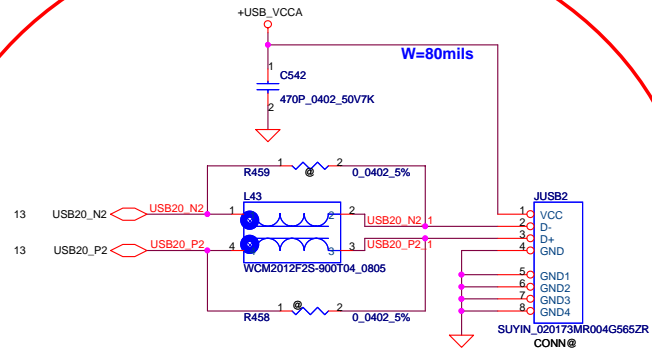 +USB_VCCA
W=80mils
1
C542
470P_0402_50V7K
2
R459 1 @ 2 0_0402_5%
L43
JUSB2
13 USB20_N2 USB20_N2 1 2 2 USB20_N2_1
1 VCC
2 D-
3 D+
4 GND
13 USB20_P2 USB20_P2 4 3 3 USB20_P2_1
WCM2012F2S-900T04_0805
5 GND1
6 GND2
7 GND3
8 GND4
R458 1 @ 2 0_0402_5%
SUYIN_020173MR004G565ZR
CONN@